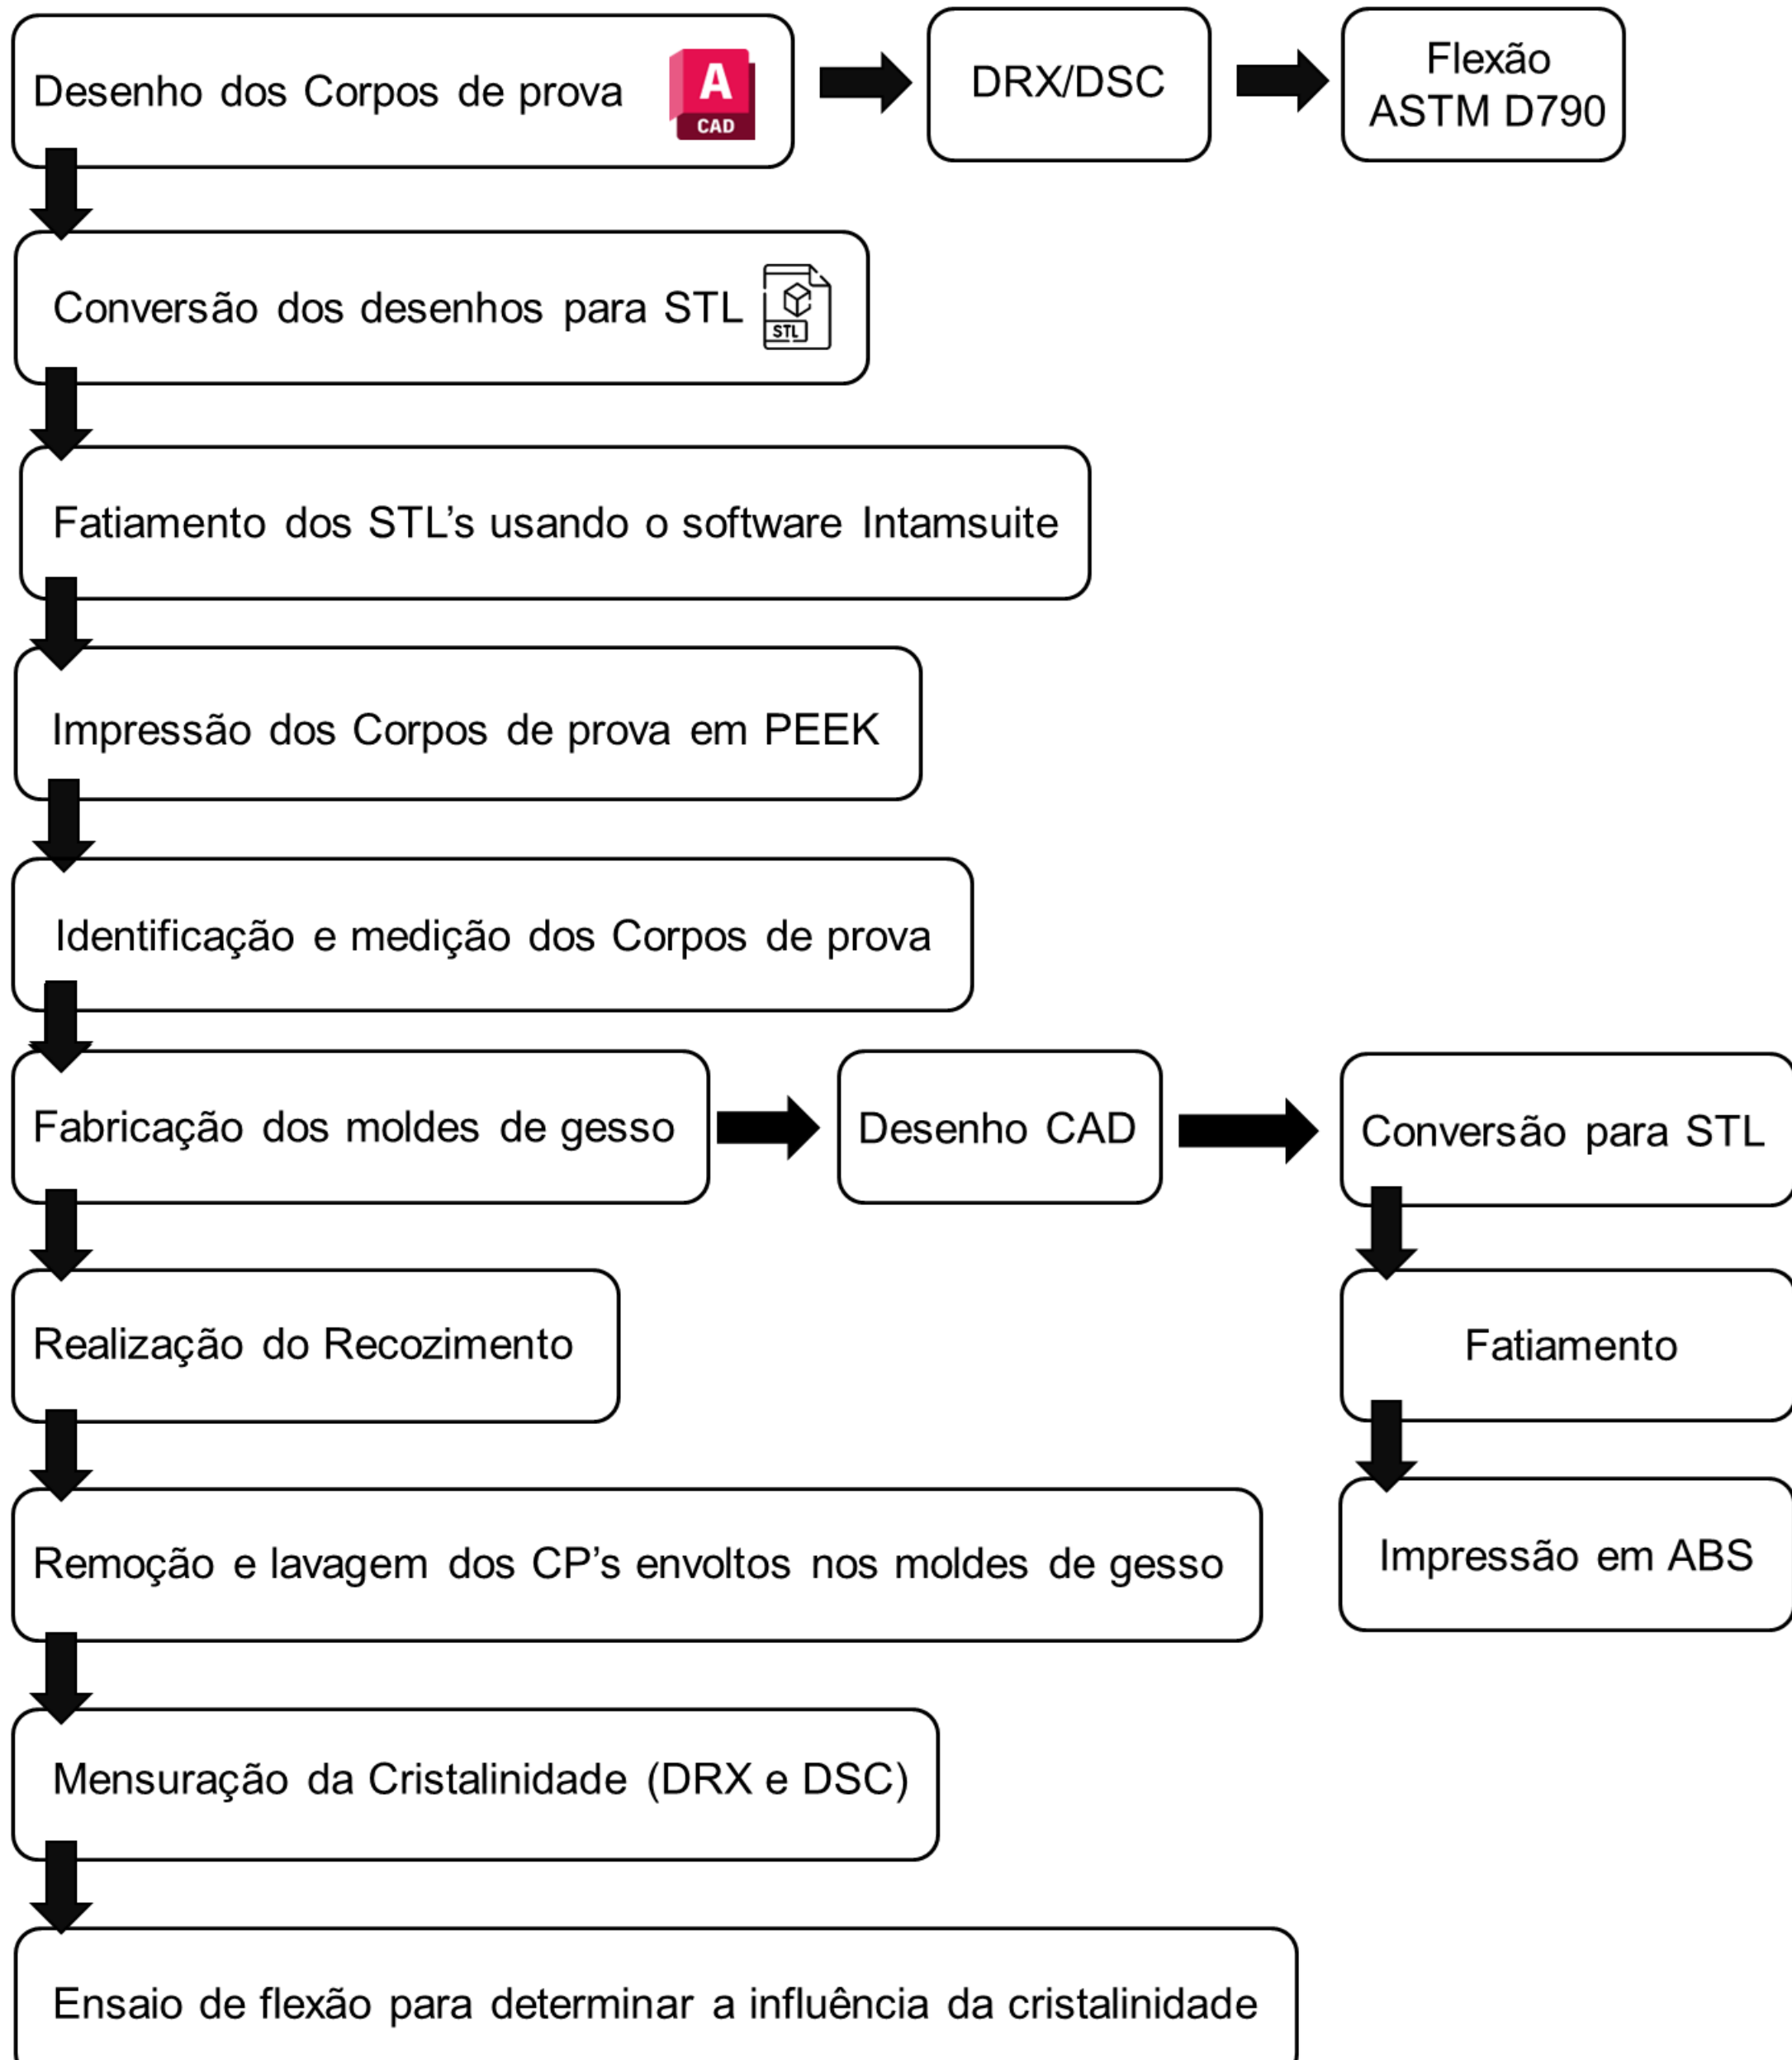 Desenho dos Corpos de prova
A
CAD
DRX/DSC
Flexão
ASTM D790
Conversão dos desenhos para STL
STL
Fatiamento dos STL’s usando o software Intamsuite
Impressão dos Corpos de prova em PEEK
Identificação e medição dos Corpos de prova
Fabricação dos moldes de gesso
Desenho CAD
Conversão para STL
Realização do Recozimento
Fatiamento
Remoção e lavagem dos CP’s envoltos nos moldes de gesso
Impressão em ABS
Mensuração da Cristalinidade (DRX e DSC)
Ensaio de flexão para determinar a influência da cristalinidade